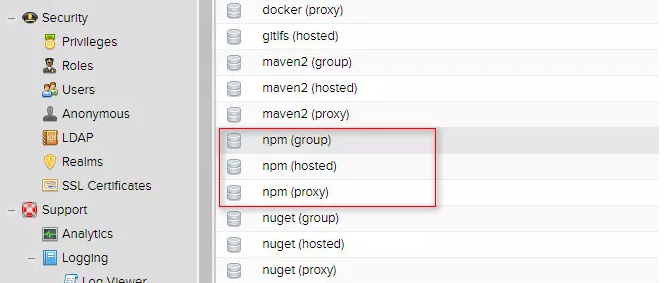 Security
Privileges
Roles
Users
Anonymous
LDAP
Realms
SSL Certificates
Support
Analytics
Logging
Log Viewer
docker (proxy)
gitlfs (hosted)
maven2 (group)
maven2 (hosted)
maven2 (proxy)
npm (group)
npm (hosted)
npm (proxy)
nuget (group)
nuget (hosted)
nuget (proxy)